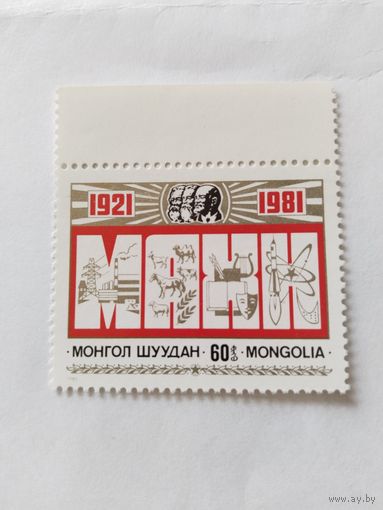 1921 1981
МАХН
МОНГОЛ ШУУДАН · 60 · MONGOLIA
www.ay.by